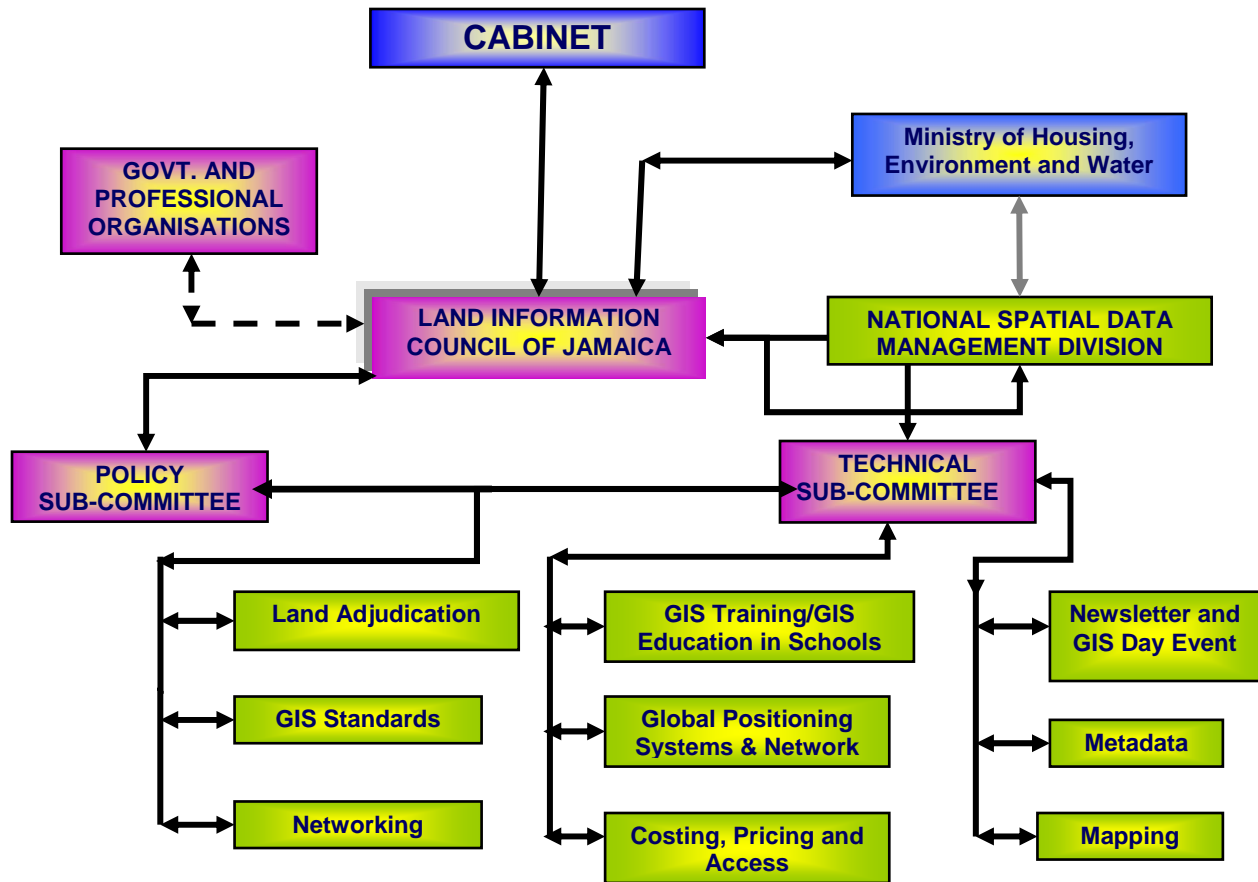 CABINET
Ministry of Housing,
Environment and Water
GOVT. AND
PROFESSIONAL
ORGANISATIONS
LAND INFORMATION
COUNCIL OF JAMAICA
NATIONAL SPATIAL DATA
MANAGEMENT DIVISION
POLICY
SUB-COMMITTEE
TECHNICAL
SUB-COMMITTEE
Land Adjudication
GIS Standards
Networking
GIS Training/GIS
Education in Schools
Global Positioning
Systems & Network
Costing, Pricing and
Access
Newsletter and
GIS Day Event
Metadata
Mapping